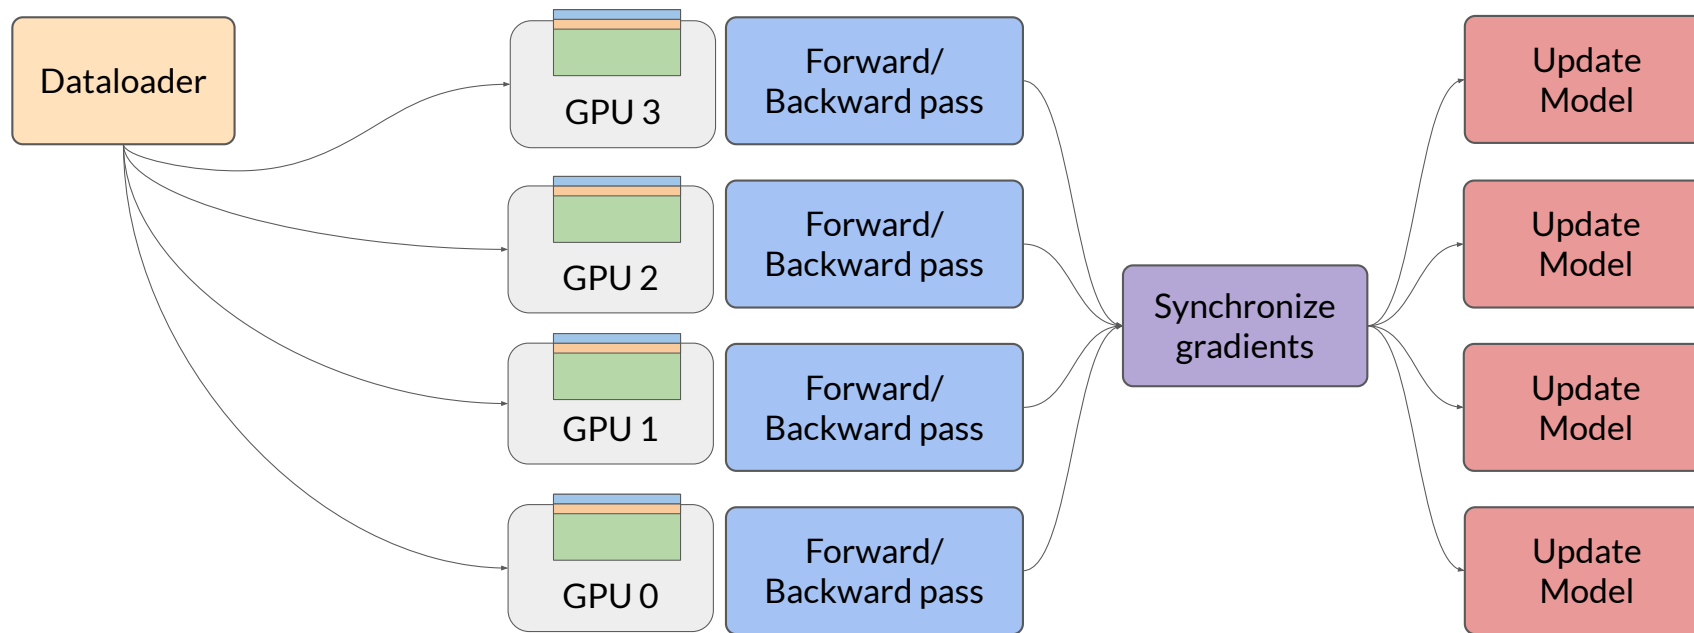 Dataloader
GPU 3
Forward/
Backward pass
Update
Model
GPU 2
Forward/
Backward pass
Update
Model
Synchronize
gradients
GPU 1
Forward/
Backward pass
Update
Model
GPU 0
Forward/
Backward pass
Update
Model